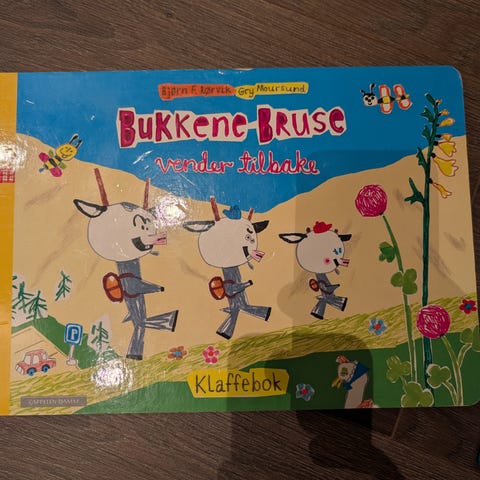 Bjørn F. Rørvik Gry Moursund
BUKKENE BRUSE
vender tilbake
P
Klaffebok
CAPPELEN DAMM